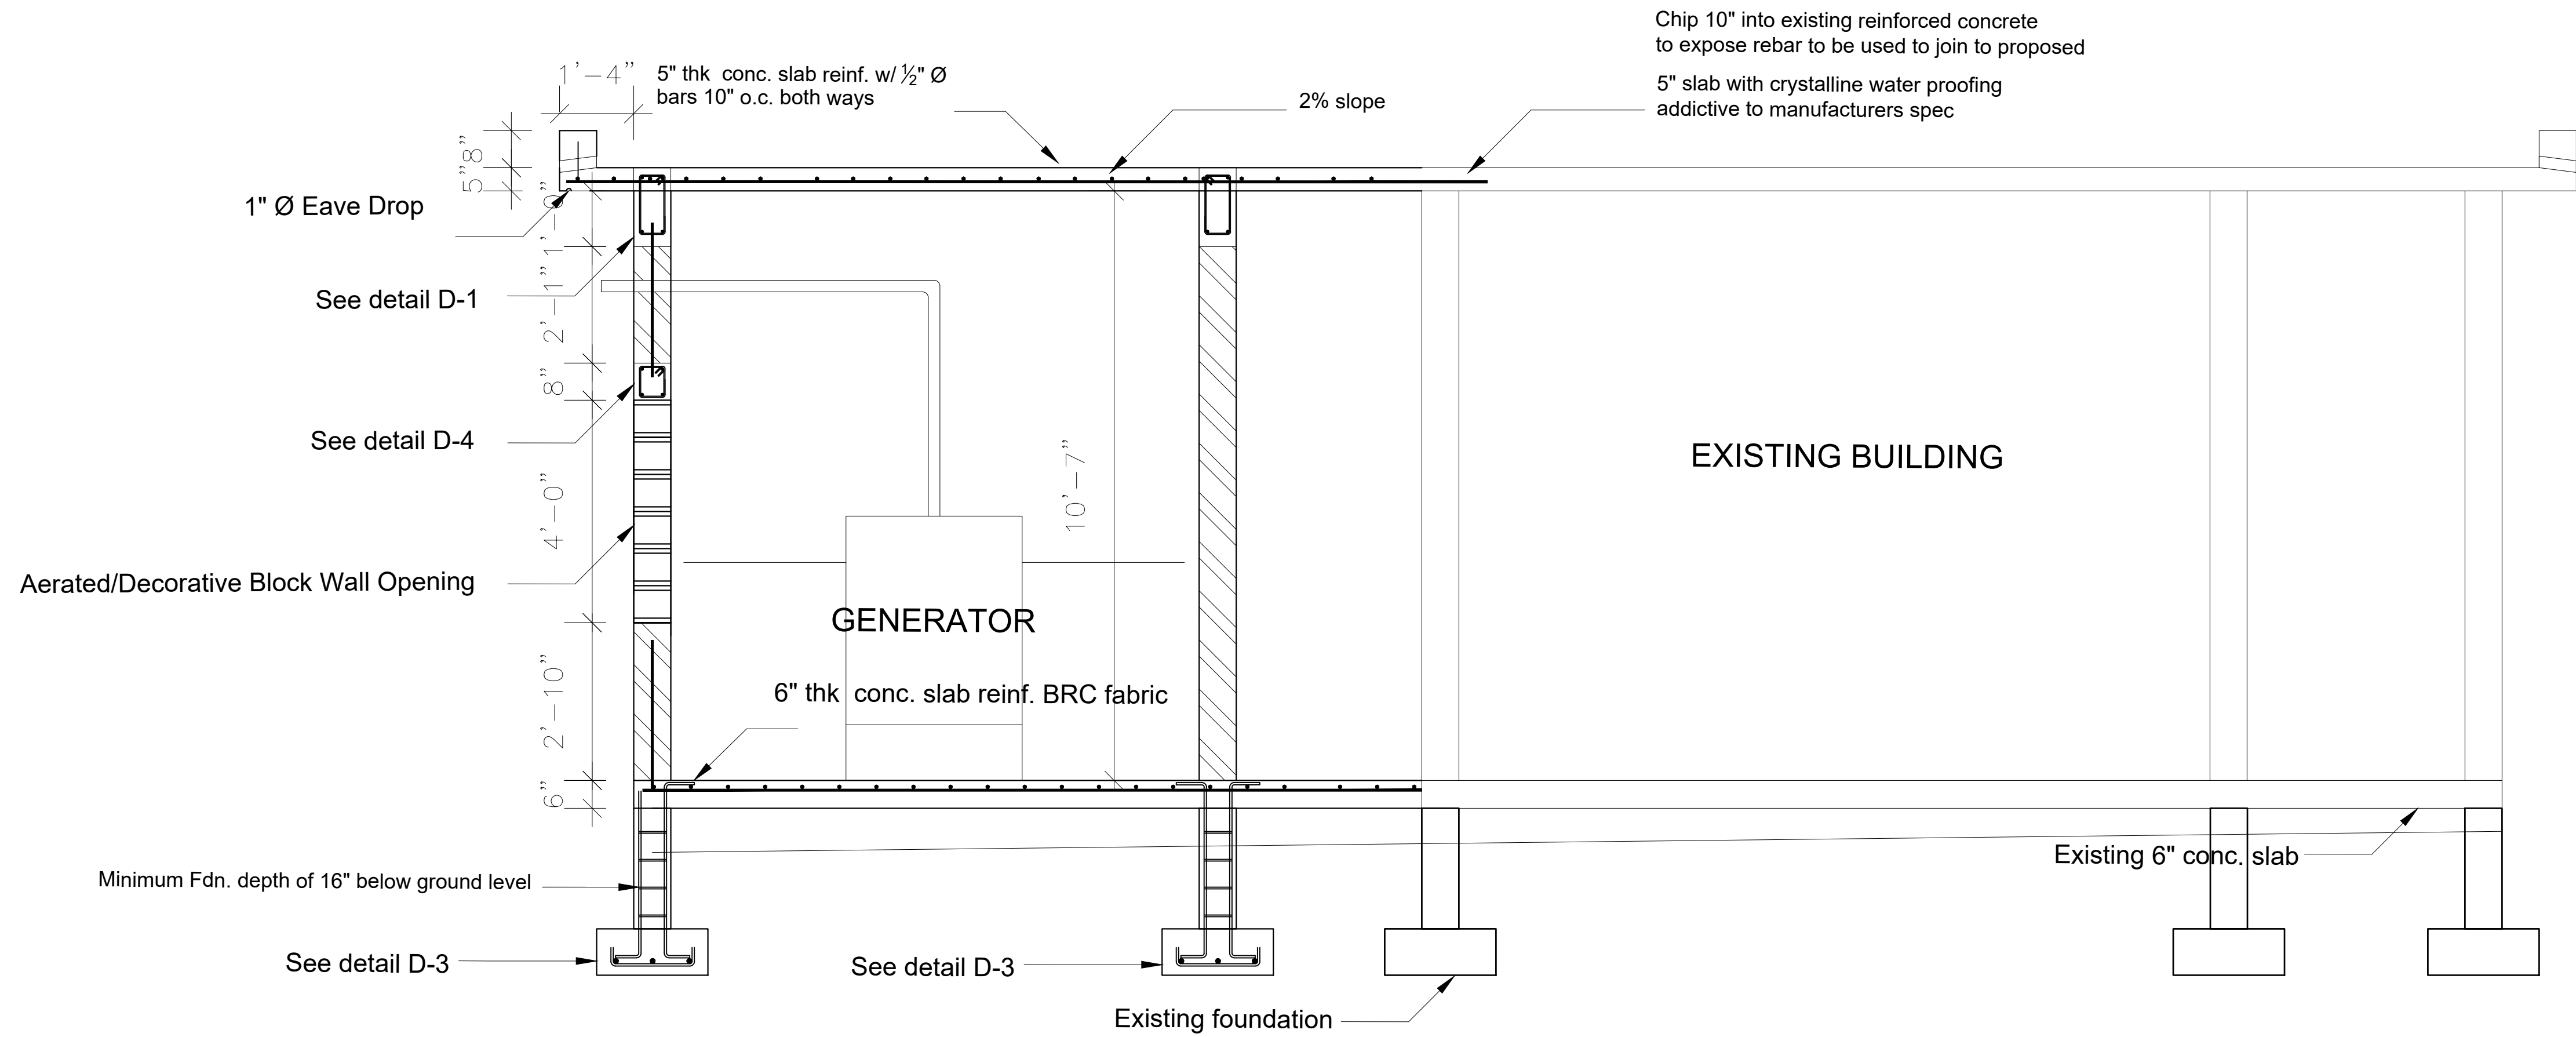 Chip 10" into existing reinforced concrete
to expose rebar to be used to join to proposed
5" slab with crystalline water proofing
addictive to manufacturers spec
1'-4"
5" thk conc. slab reinf. w/ ½" Ø
bars 10" o.c. both ways
2% slope
8"
5"
1" Ø Eave Drop
See detail D-1
2'-1"
8"
See detail D-4
4'-0"
10'-7"
EXISTING BUILDING
Aerated/Decorative Block Wall Opening
GENERATOR
2'-10"
6" thk conc. slab reinf. BRC fabric
6"
Existing 6" conc. slab
Minimum Fdn. depth of 16" below ground level
See detail D-3
See detail D-3
Existing foundation